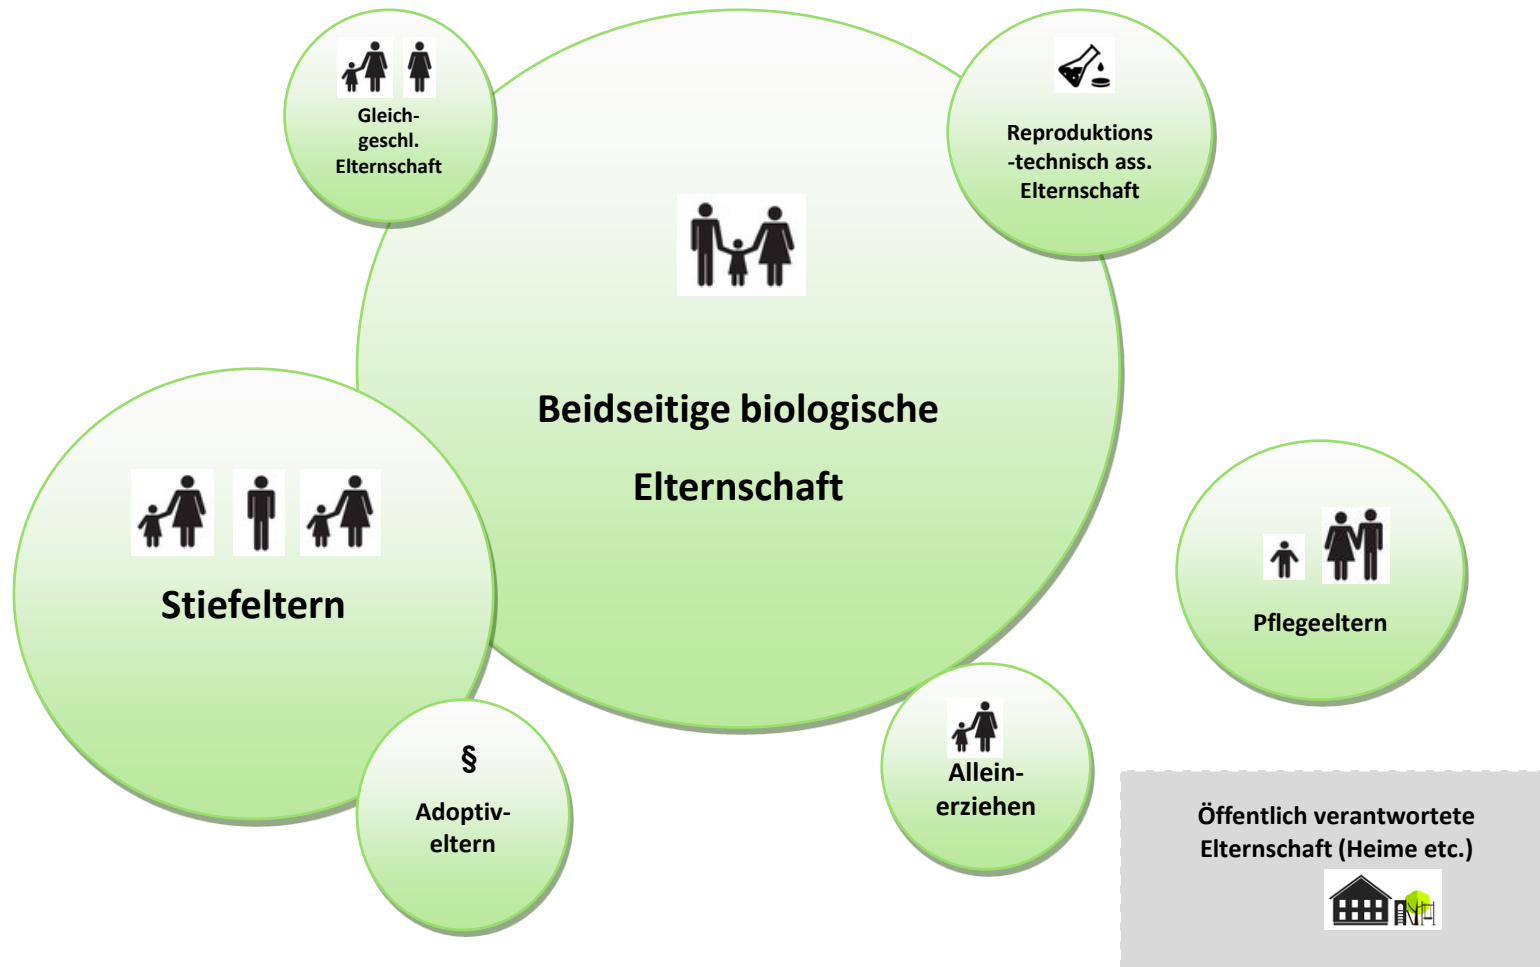 Gleich-
geschl.
Elternschaft
Reproduktions
-technisch ass.
Elternschaft
Beidseitige biologische
Elternschaft
Stiefeltern
Pflegeeltern
§
Adoptiv-
eltern
Allein-
erziehen
Öffentlich verantwortete
Elternschaft (Heime etc.)